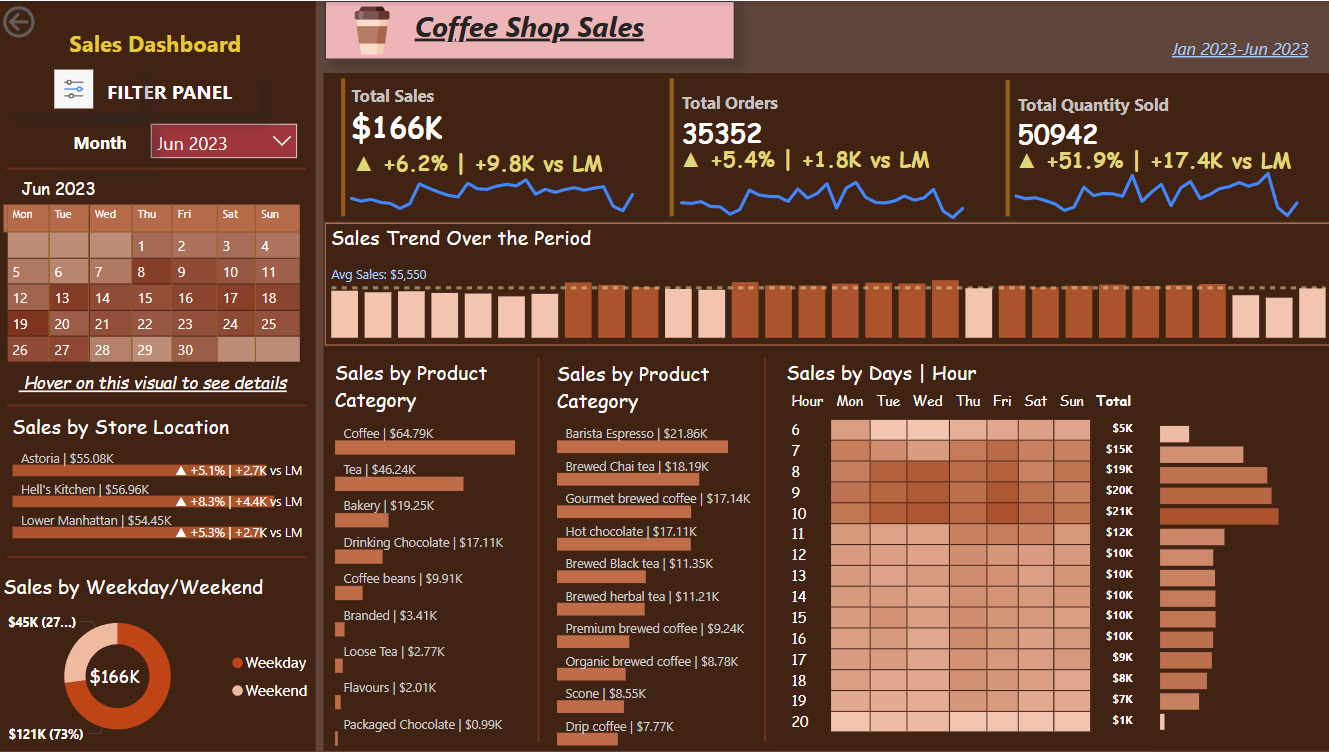 Sales Dashboard
FILTER PANEL
Month
Jun 2023
Jun 2023
Mon Tue Wed Thu Fri Sat Sun
1 2 3 4
5 6 7 8 9 10 11
12 13 14 15 16 17 18
19 20 21 22 23 24 25
26 27 28 29 30
Hover on this visual to see details
Sales by Store Location
Astoria | $55.08K
▲ +5.1% | +2.7K vs LM
Hell's Kitchen | $56.96K
▲ +8.3% | +4.4K vs LM
Lower Manhattan | $54.45K
▲ +5.3% | +2.7K vs LM
Sales by Weekday/Weekend
$45K (27...)
$166K
Weekday
Weekend
$121K (73%)
Coffee Shop Sales
Jan 2023-Jun 2023
Total Sales
$166K
▲ +6.2% | +9.8K vs LM
Total Orders
35352
▲ +5.4% | +1.8K vs LM
Total Quantity Sold
50942
▲ +51.9% | +17.4K vs LM
Sales Trend Over the Period
Avg Sales: $5,550
Sales by Product
Category
Coffee | $64.79K
Tea | $46.24K
Bakery | $19.25K
Drinking Chocolate | $17.11K
Coffee beans | $9.91K
Branded | $3.41K
Loose Tea | $2.77K
Flavours | $2.01K
Packaged Chocolate | $0.99K
Sales by Product
Category
Barista Espresso | $21.86K
Brewed Chai tea | $18.19K
Gourmet brewed coffee | $17.14K
Hot chocolate | $17.11K
Brewed Black tea | $11.35K
Brewed herbal tea | $11.21K
Premium brewed coffee | $9.24K
Organic brewed coffee | $8.78K
Scone | $8.55K
Drip coffee | $7.77K
Sales by Days | Hour
Hour Mon Tue Wed Thu Fri Sat Sun Total
6 $5K
7 $15K
8 $19K
9 $20K
10 $21K
11 $12K
12 $10K
13 $10K
14 $10K
15 $10K
16 $10K
17 $9K
18 $8K
19 $7K
20 $1K